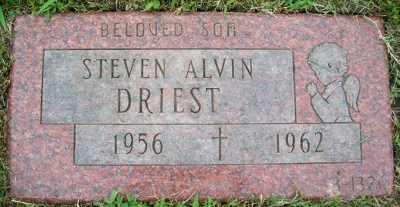 BELOVED SON
STEVEN ALVIN
DRIEST
1956 † 1962